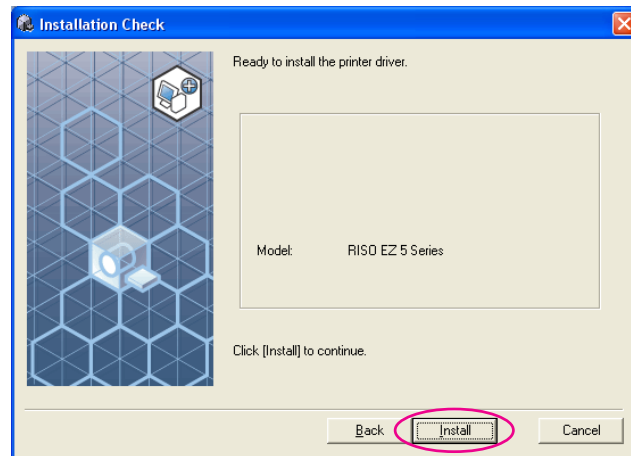 Installation Check
Ready to install the printer driver.
Model: RISO EZ 5 Series
Click [Install] to continue.
Back Install Cancel